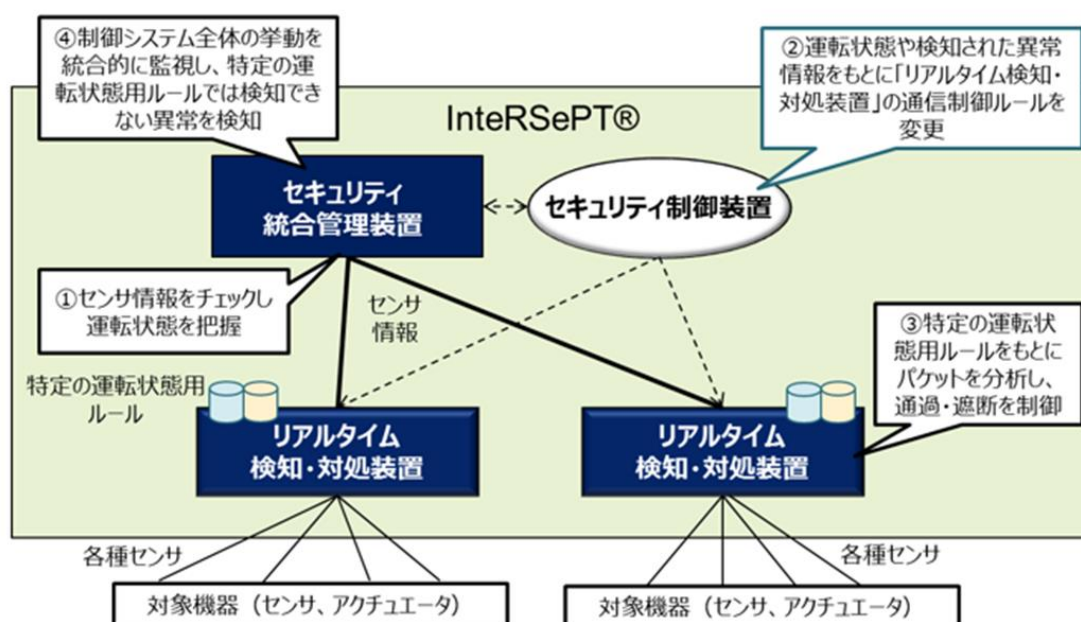 ④制御システム全体の挙動を
統合的に監視し、特定の運
転状態用ルールでは検知でき
ない異常を検知
②運転状態や検知された異常
情報をもとに「リアルタイム検知・
対処装置」の通信制御ルールを
変更
InteRSePT®
セキュリティ
統合管理装置
セキュリティ制御装置
①センサ情報をチェックし
運転状態を把握
センサ
情報
③特定の運転状
態用ルールをもとに
パケットを分析し、
通過・遮断を制御
特定の運転状態用
ルール
リアルタイム
検知・対処装置
リアルタイム
検知・対処装置
各種センサ
各種センサ
対象機器（センサ、アクチュエータ）
対象機器（センサ、アクチュエータ）